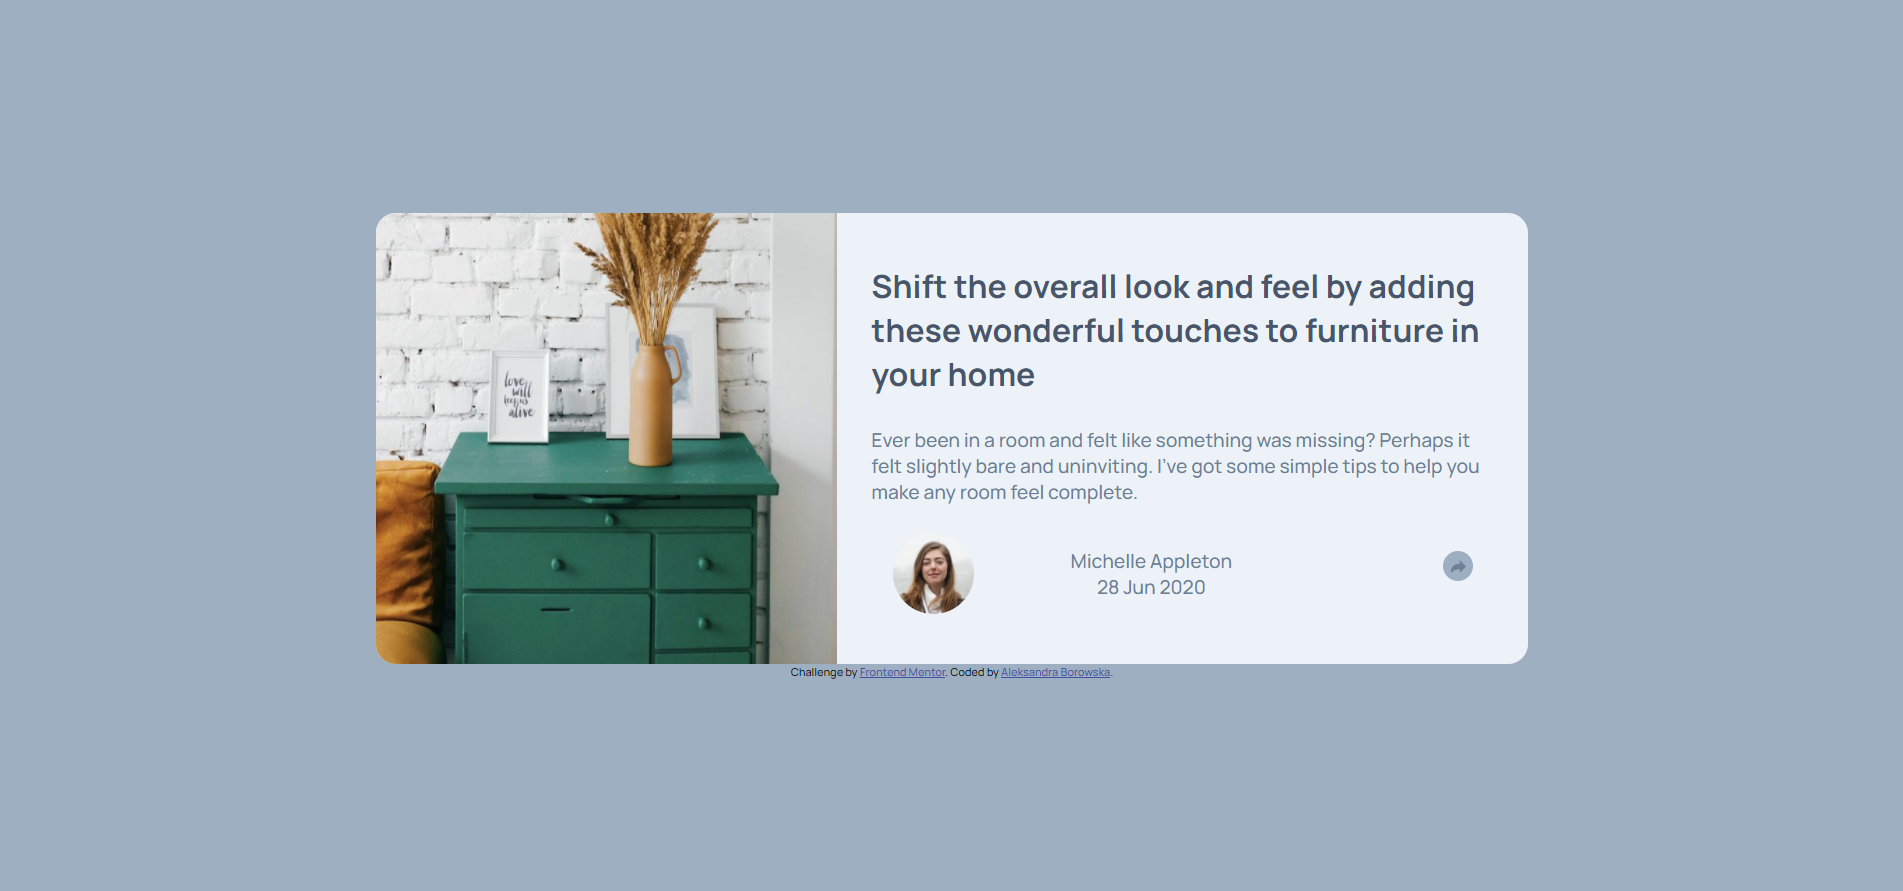 love
will
keep us
alive
Shift the overall look and feel by adding
these wonderful touches to furniture in
your home
Ever been in a room and felt like something was missing? Perhaps it
felt slightly bare and uninviting. I've got some simple tips to help you
make any room feel complete.
Michelle Appleton
28 Jun 2020
Challenge by Frontend Mentor. Coded by Aleksandra Borowska.